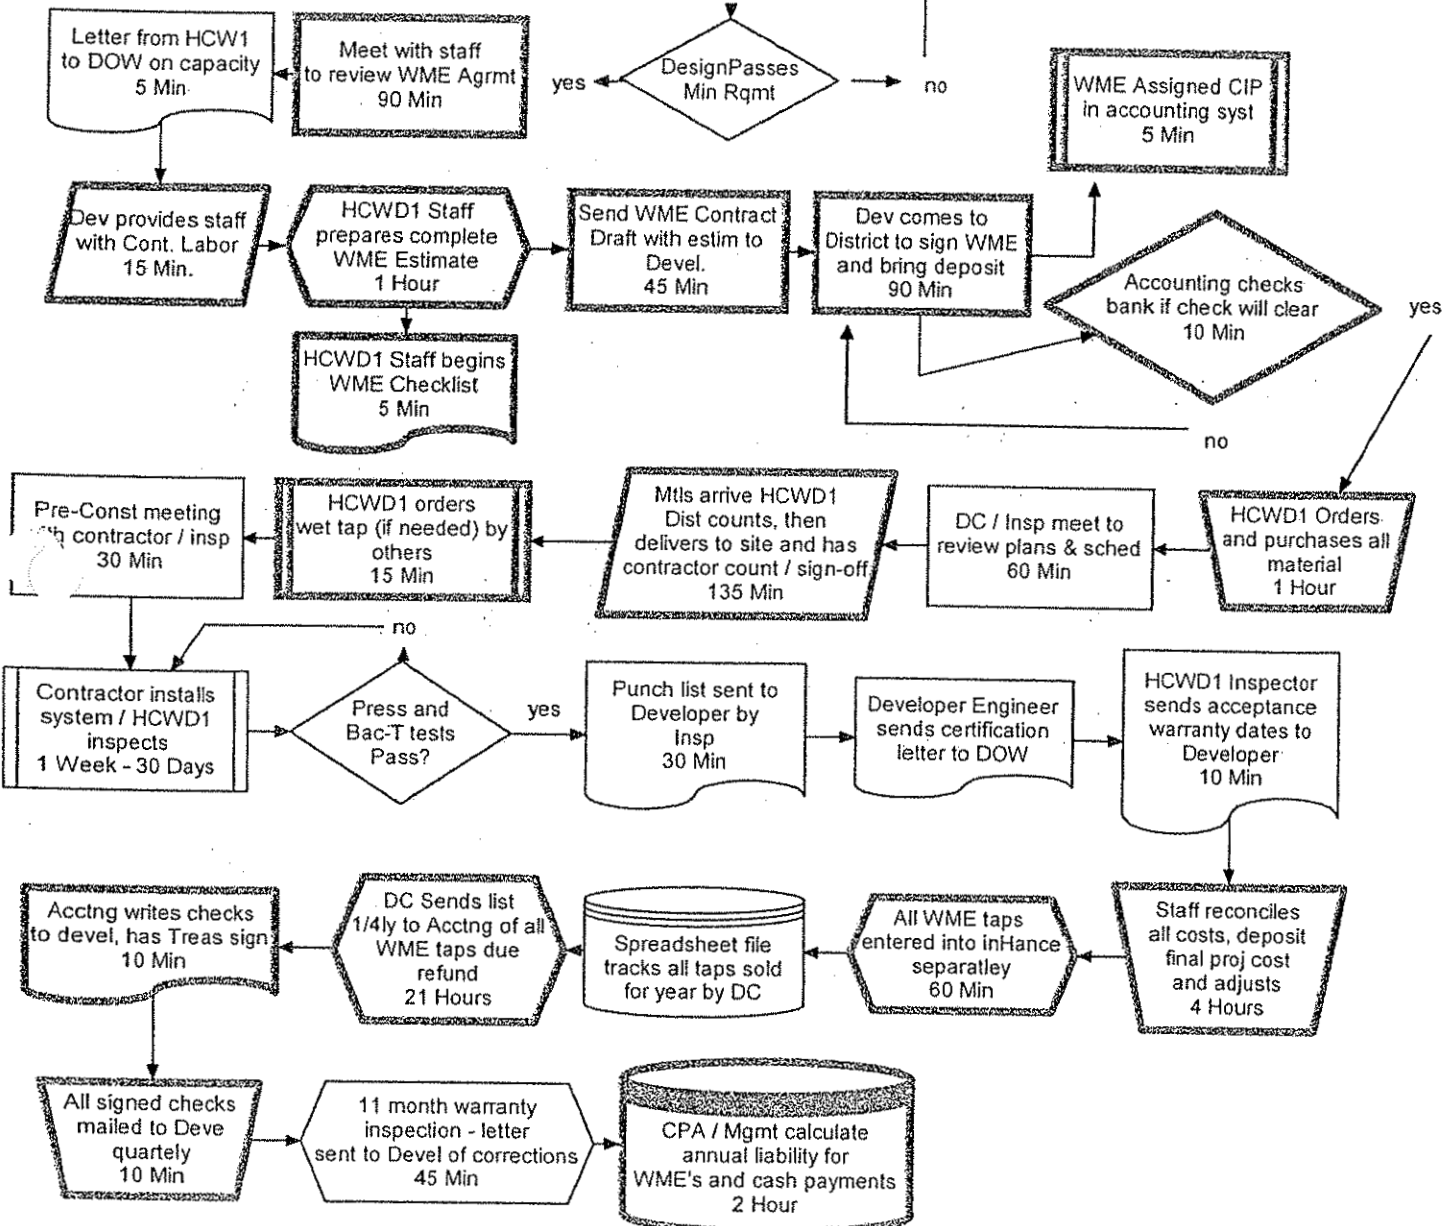 Letter from HCW1
to DOW on capacity
5 Min
Meet with staff
to review WME Agrmt
90 Min
yes
DesignPasses
Min Rqmt
no
WME Assigned CIP
in accounting syst
5 Min
Dev provides staff
with Cont. Labor
15 Min.
HCWD1 Staff
prepares complete
WME Estimate
1 Hour
Send WME Contract
Draft with estim to
Devel.
45 Min
Dev comes to
District to sign WME
and bring deposit
90 Min
Accounting checks
bank if check will clear
10 Min
yes
HCWD1 Staff begins
WME Checklist
5 Min
no
Pre-Const meeting
contractor / insp
30 Min
HCWD1 orders
wet tap (if needed) by
others
15 Min
Mtls arrive HCWD1
Dist counts, then
delivers to site and has
contractor count / sign-off
135 Min
DC / Insp meet to
review plans & sched
60 Min
HCWD1 Orders
and purchases all
material
1 Hour
no
Contractor installs
system / HCWD1
inspects
1 Week - 30 Days
Press and
Bac-T tests
Pass?
yes
Punch list sent to
Developer by
Insp
30 Min
Developer Engineer
sends certification
letter to DOW
HCWD1 Inspector
sends acceptance
warranty dates to
Developer
10 Min
Acctng writes checks
to devel, has Treas sign
10 Min
DC Sends list
1/4ly to Acctng of all
WME taps due
refund
21 Hours
Spreadsheet file
tracks all taps sold
for year by DC
All WME taps
entered into inHance
separatley
60 Min
Staff reconciles
all costs, deposit
final proj cost
and adjusts
4 Hours
All signed checks
mailed to Deve
quartely
10 Min
11 month warranty
inspection - letter
sent to Devel of corrections
45 Min
CPA / Mgmt calculate
annual liability for
WME's and cash payments
2 Hour